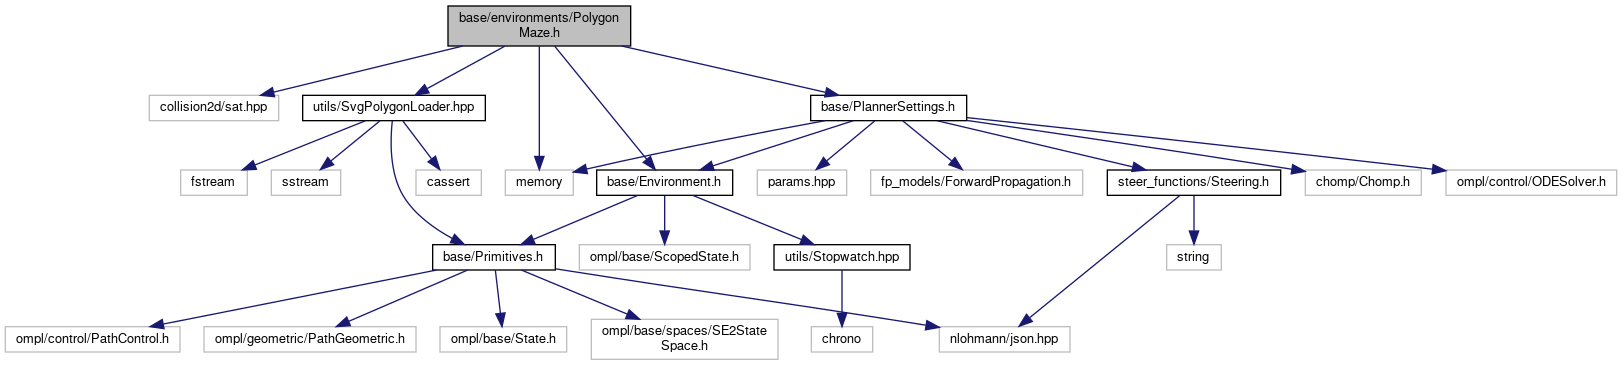 base/environments/Polygon
Maze.h
collision2d/sat.hpp
utils/SvgPolygonLoader.hpp
base/PlannerSettings.h
fstream
sstream
cassert
memory
base/Environment.h
params.hpp
fp_models/ForwardPropagation.h
steer_functions/Steering.h
chomp/Chomp.h
ompl/control/ODESolver.h
base/Primitives.h
ompl/base/ScopedState.h
utils/Stopwatch.hpp
string
ompl/control/PathControl.h
ompl/geometric/PathGeometric.h
ompl/base/State.h
ompl/base/spaces/SE2State
Space.h
chrono
nlohmann/json.hpp